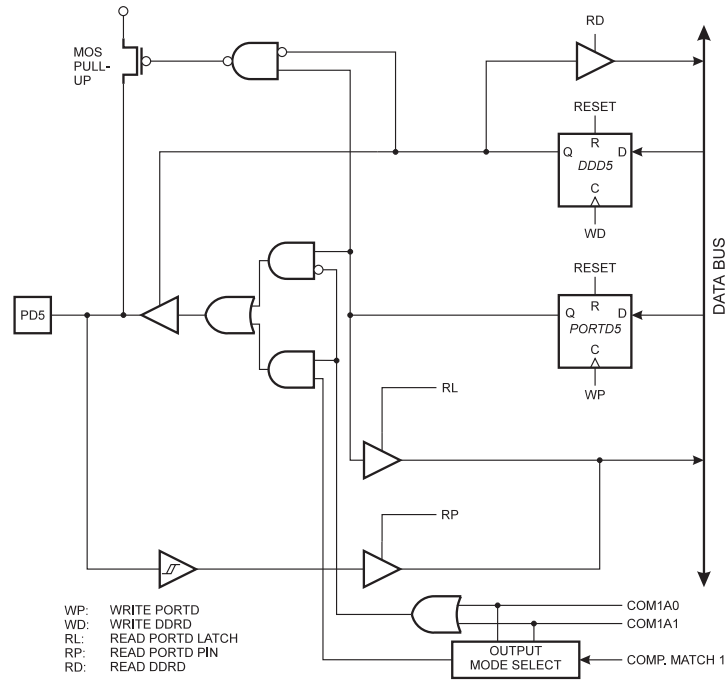 RD
MOS
PULL-
UP
RESET
R
Q
D
DDD5
C
WD
RESET
R
Q
D
PORTD5
C
WP
DATA BUS
PD5
RL
RP
WP: WRITE PORTD
WD: WRITE DDRD
RL: READ PORTD LATCH
RP: READ PORTD PIN
RD: READ DDRD
COM1A0
COM1A1
OUTPUT
MODE SELECT
COMP. MATCH 1